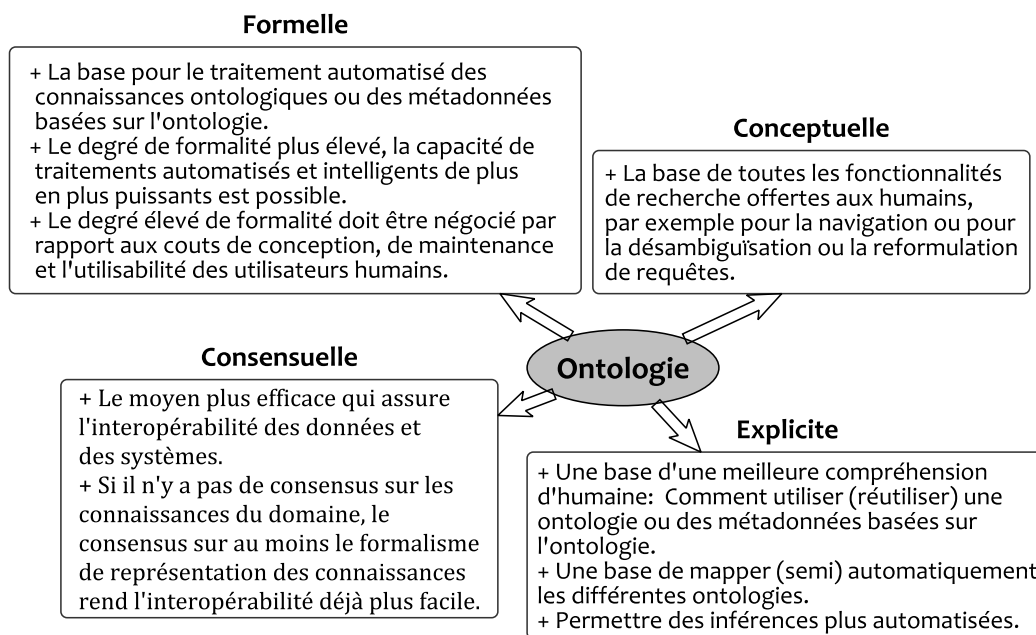 Formelle
+ La base pour le traitement automatisé des
connaissances ontologiques ou des métadonnées
basées sur l'ontologie.
+ Le degré de formalité plus élevé, la capacité de
traitements automatisés et intelligents de plus
en plus puissants est possible.
+ Le degré élevé de formalité doit être négocié par
rapport aux couts de conception, de maintenance
et l'utilisabilité des utilisateurs humains.
Conceptuelle
+ La base de toutes les fonctionnalités
de recherche offertes aux humains,
par exemple pour la navigation ou pour
la désambiguïsation ou la reformulation
de requêtes.
Ontologie
Consensuelle
+ Le moyen plus efficace qui assure
l'interopérabilité des données et
des systèmes.
+ Si il n'y a pas de consensus sur les
connaissances du domaine, le
consensus sur au moins le formalisme
de représentation des connaissances
rend l'interopérabilité déjà plus facile.
Explicite
+ Une base d'une meilleure compréhension
d'humaine: Comment utiliser (réutiliser) une
ontologie ou des métadonnées basées sur
l'ontologie.
+ Une base de mapper (semi) automatiquement
les différentes ontologies.
+ Permettre des inférences plus automatisées.